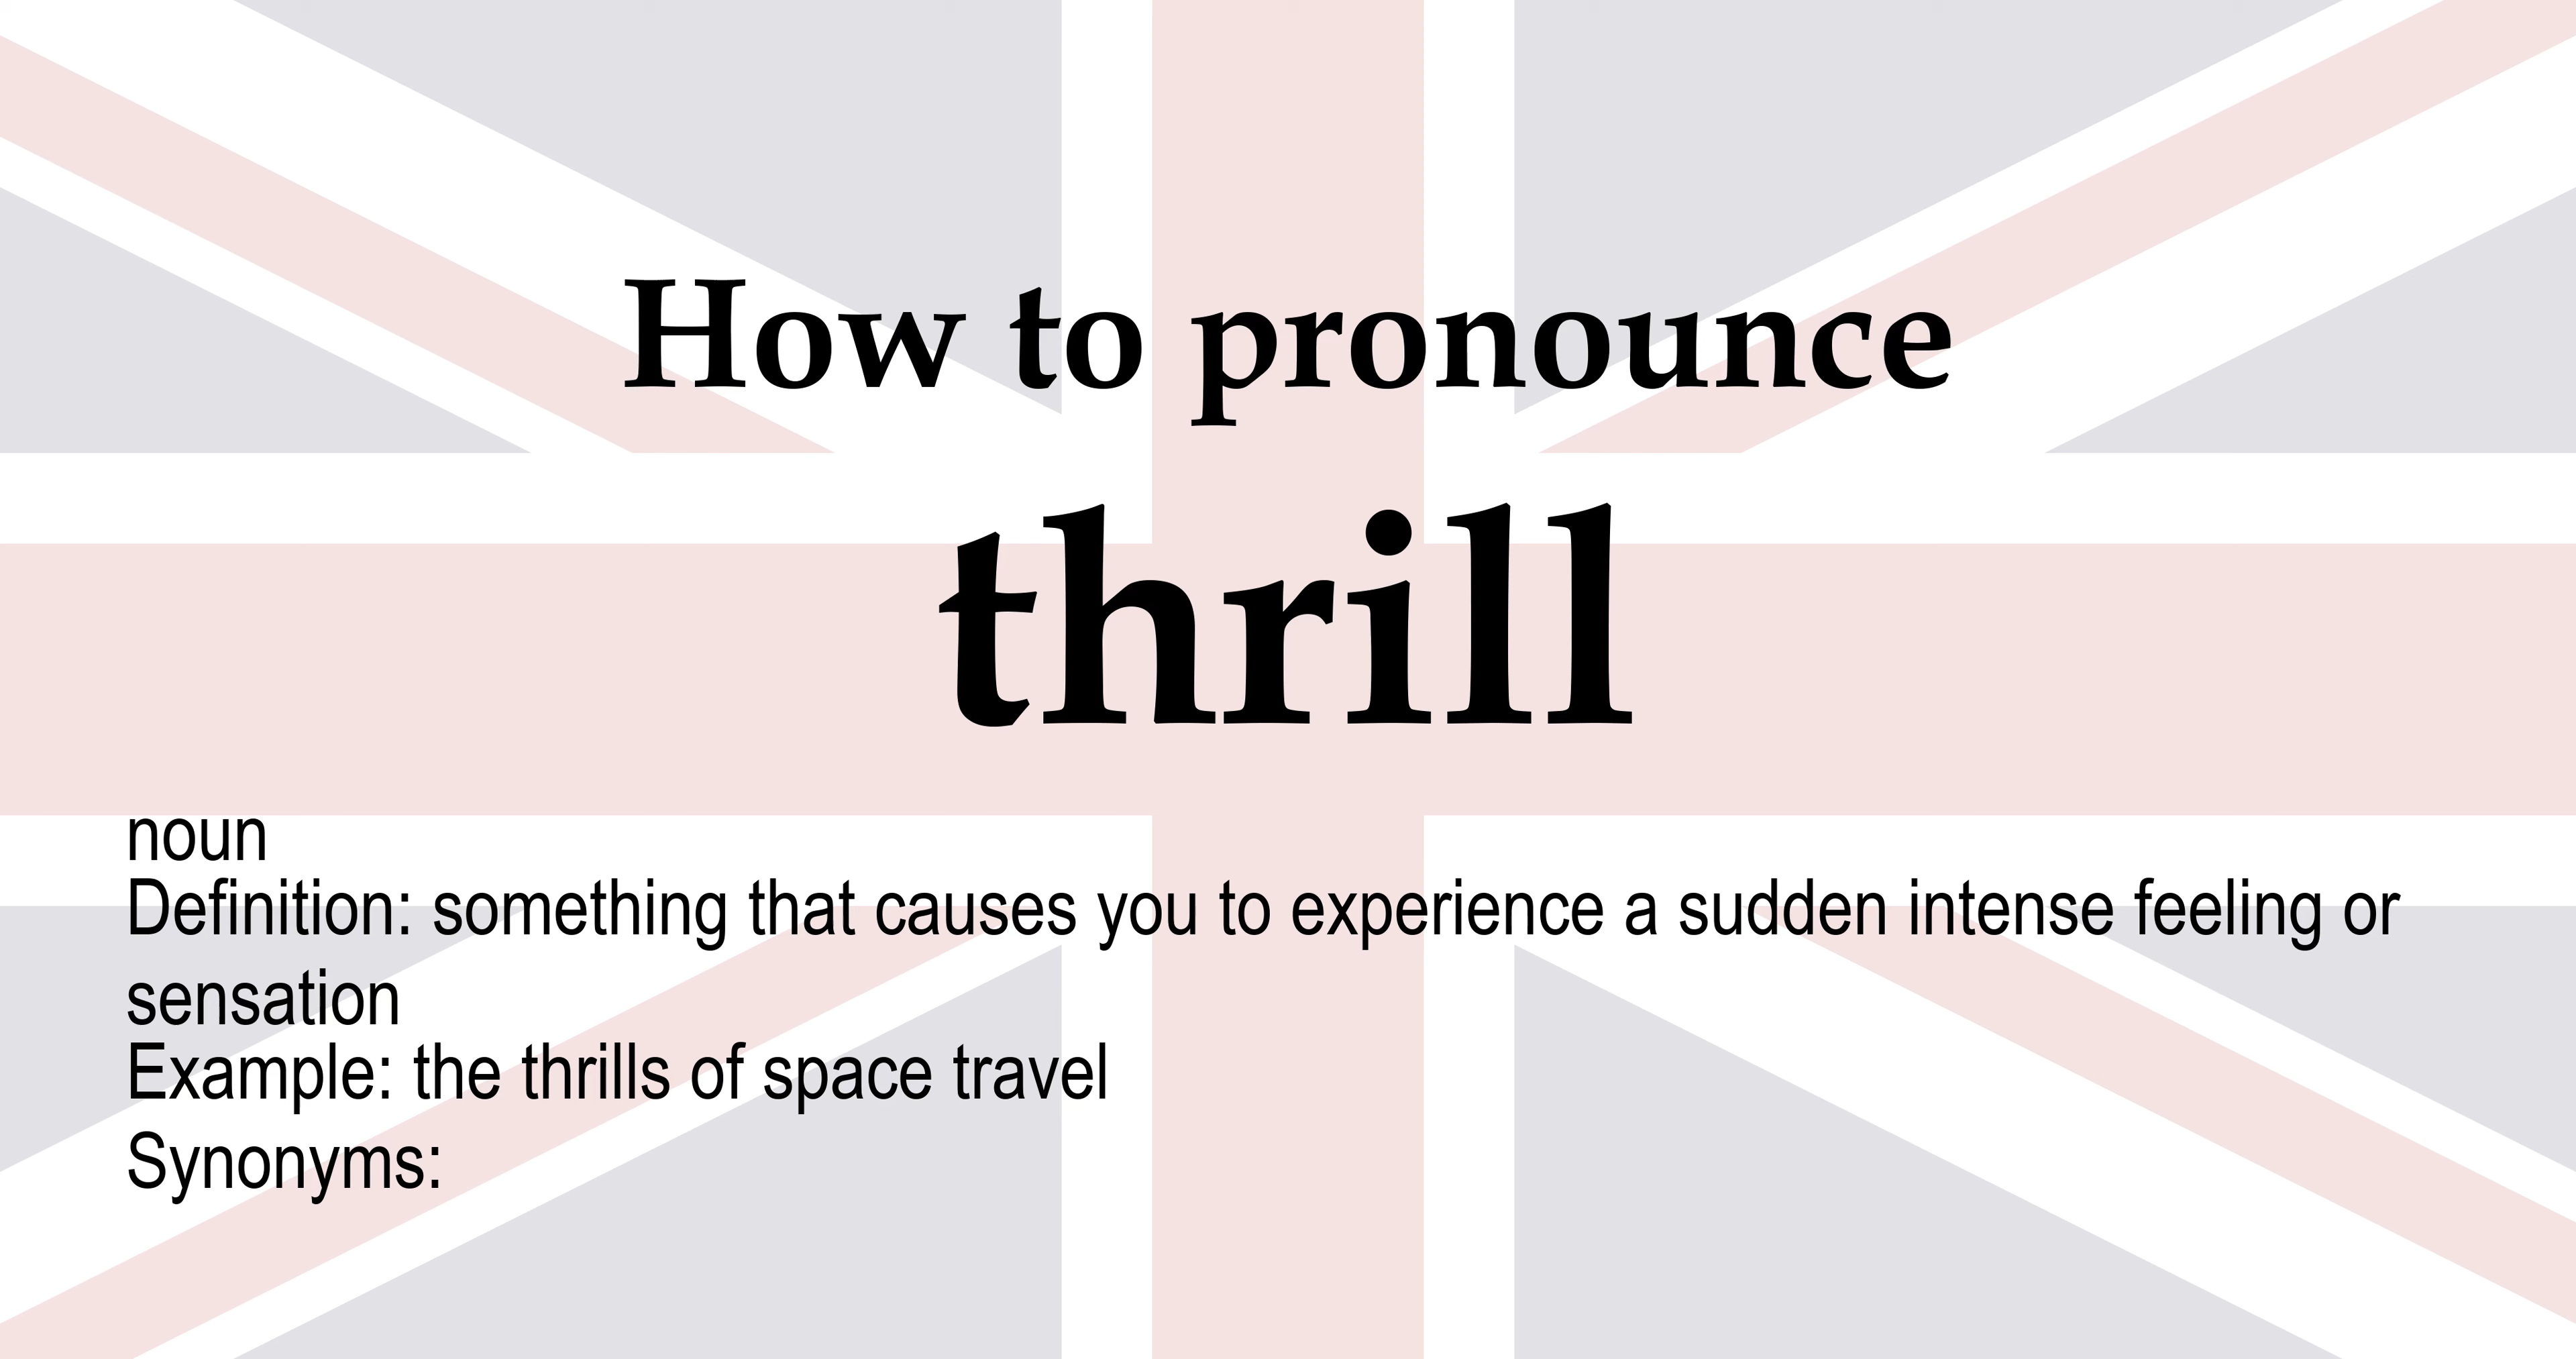 How to pronounce
thrill
noun
Definition: something that causes you to experience a sudden intense feeling or
sensation
Example: the thrills of space travel
Synonyms: